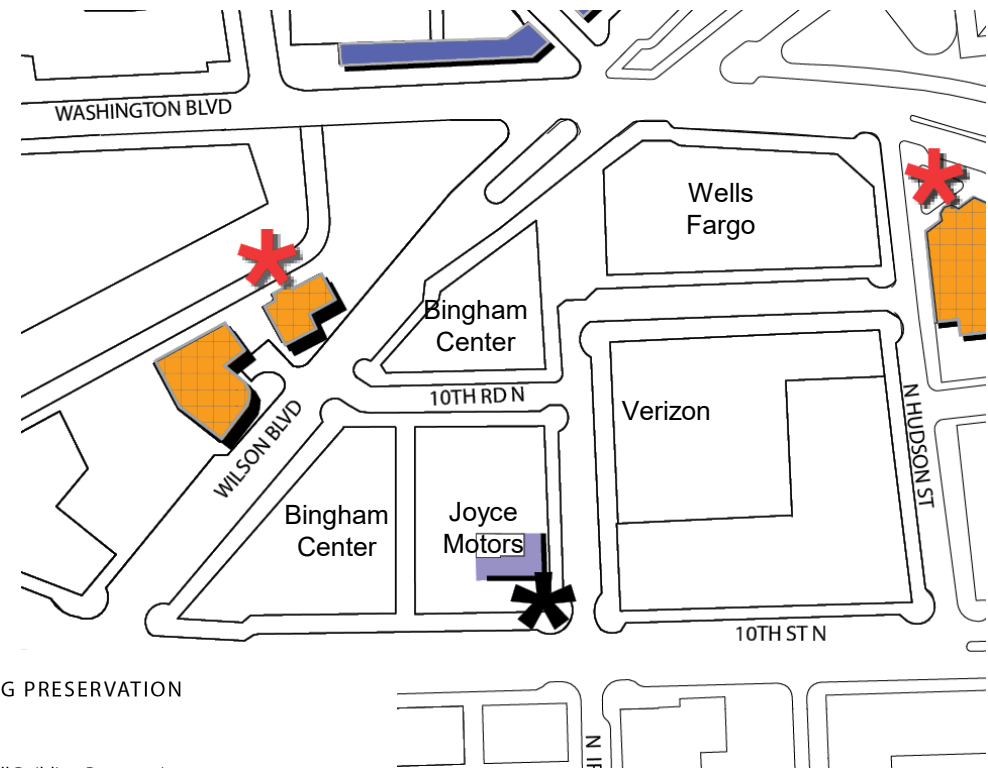 WASHINGTON BLVD
Wells
Fargo
Bingham
Center
10TH RD N
Verizon
N HUDSON ST
WILSON BLVD
Bingham
Center
Joyce
Motors
10TH ST N
G PRESERVATION
N